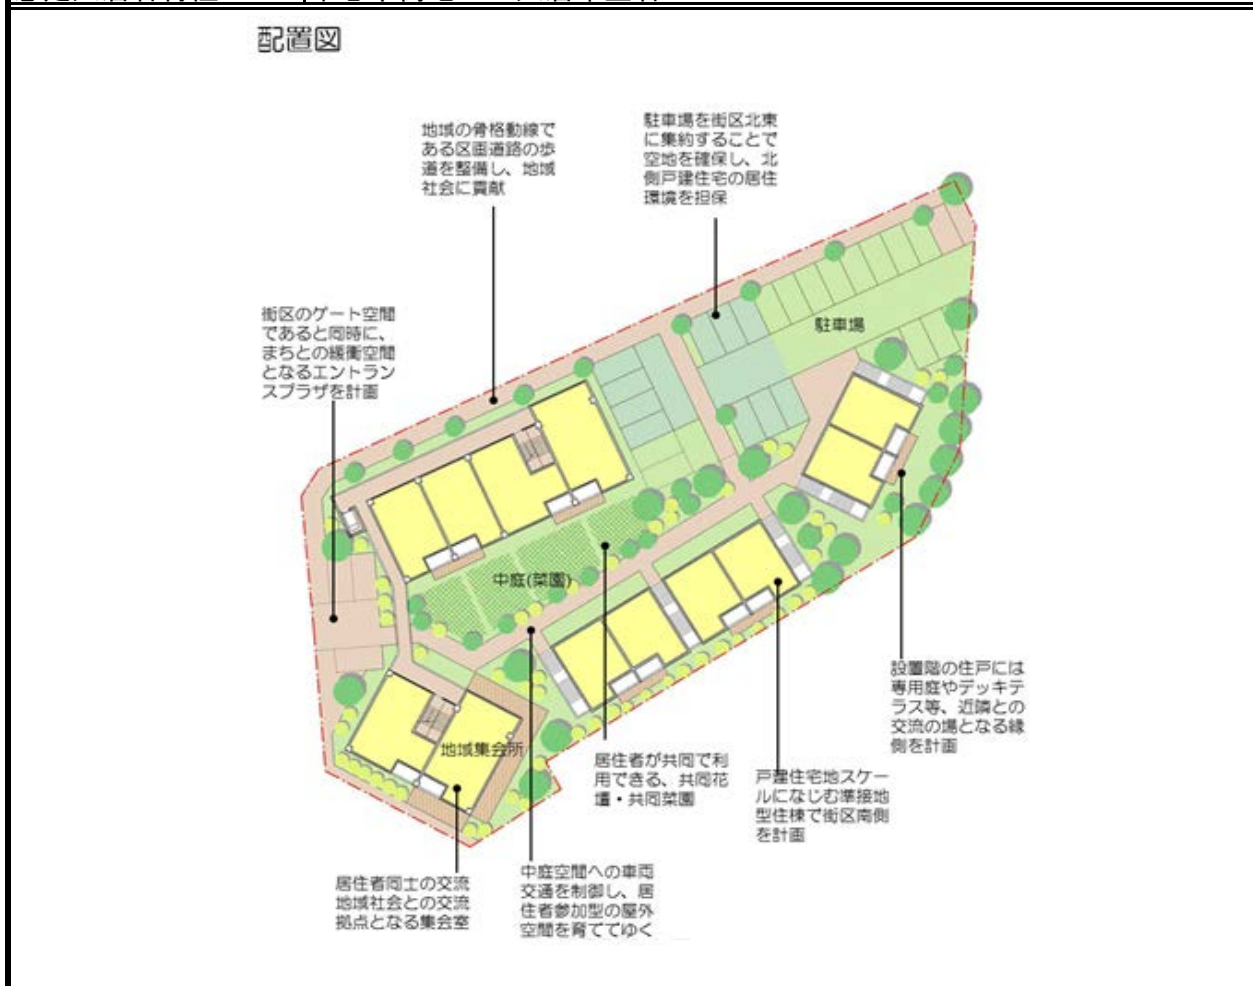 配置図
地域の骨格動線で
ある区画道路の歩
道を整備し、地域
社会に貢献
駐車場を街区北東
に集約することで
空地を確保し、北
側戸建住宅の居住
環境を担保
街区のゲート空間
であると同時に、
まちとの緩衝空間
となるエントラン
スプラザを計画
駐車場
中庭(菜園)
地域集会所
設置階の住戸には
専用庭やデッキテ
ラス等、近隣との
交流の場となる縁
側を計画
居住者が共同で利
用できる、共同花
壇・共同菜園
戸建住宅地スケー
ルになじむ準接地
型住棟で街区南側
を計画
居住者同士の交流
地域社会との交流
拠点となる集会室
中庭空間への車両
交通を制御し、居
住者参加型の屋外
空間を育ててゆく